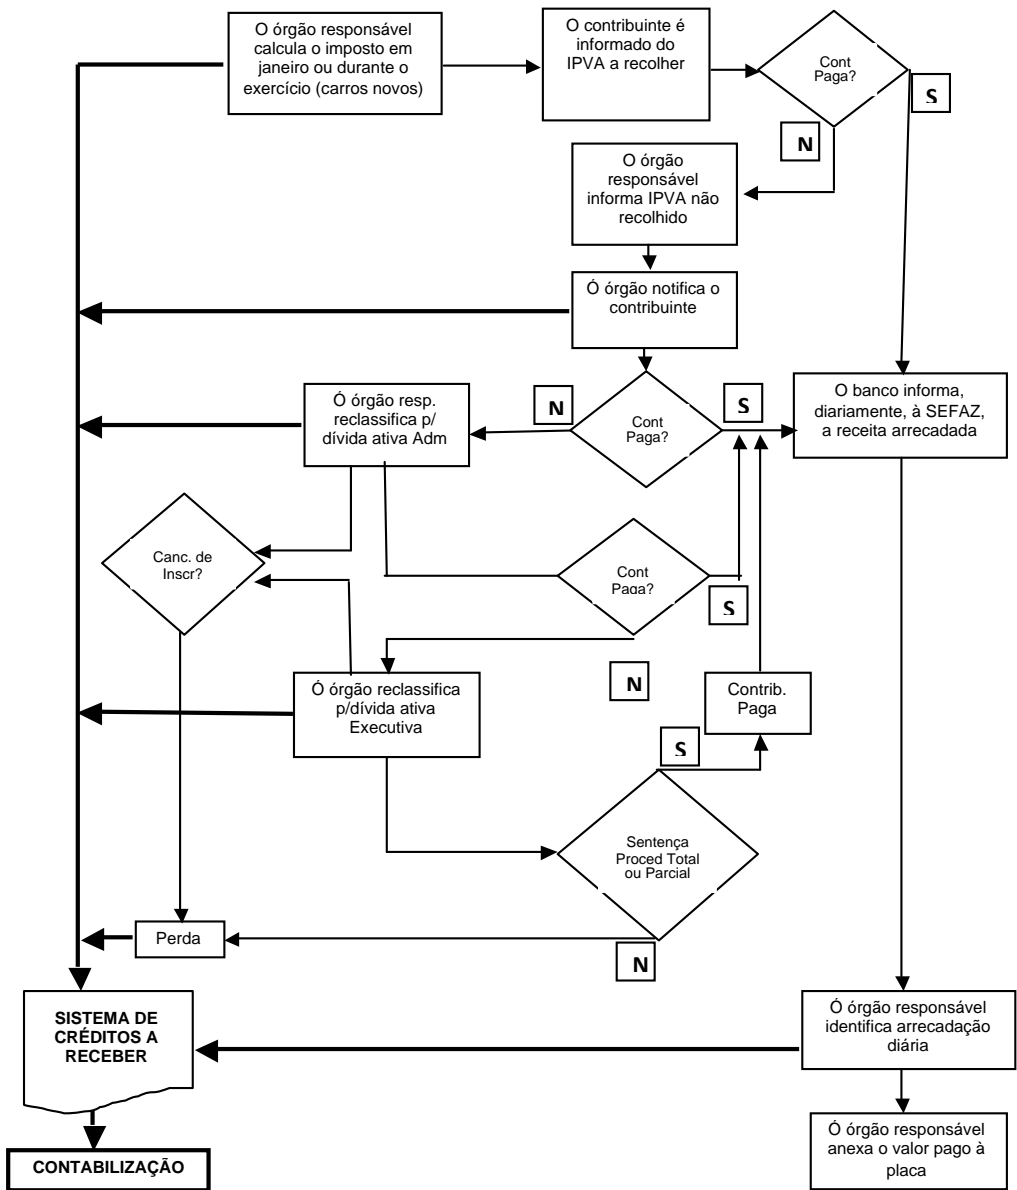 O órgão responsável
calcula o imposto em
janeiro ou durante o
exercício (carros novos)
O contribuinte é
informado do
IPVA a recolher
Cont
Paga?
S
N
O órgão
responsável
informa IPVA não
recolhido
Ó órgão notifica o
contribuinte
Ó órgão resp.
reclassifica p/
dívida ativa Adm
N
Cont
Paga?
S
O banco informa,
diariamente, à SEFAZ,
a receita arrecadada
Canc. de
Inscr?
Cont
Paga?
S
N
Ó órgão reclassifica
p/dívida ativa
Executiva
Contrib.
Paga
S
Sentença
Proced Total
ou Parcial
N
Perda
SISTEMA DE
CRÉDITOS A
RECEBER
Ó órgão responsável
identifica arrecadação
diária
CONTABILIZAÇÃO
Ó órgão responsável
anexa o valor pago à
placa